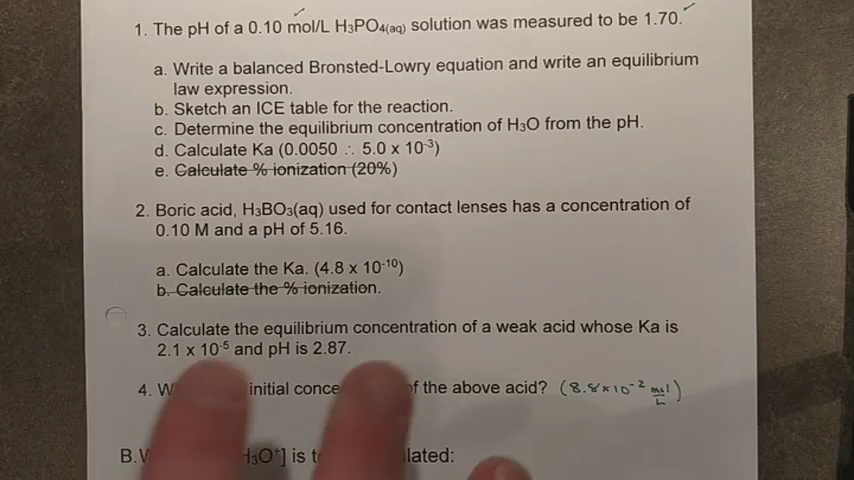 1. The pH of a 0.10 mol/L H₃PO₄(aq) solution was measured to be 1.70.
a. Write a balanced Bronsted-Lowry equation and write an equilibrium
law expression.
b. Sketch an ICE table for the reaction.
c. Determine the equilibrium concentration of H₃O from the pH.
d. Calculate Ka (0.0050 ∴ 5.0 x 10⁻³)
e. Calculate % ionization (20%)
2. Boric acid, H₃BO₃(aq) used for contact lenses has a concentration of
0.10 M and a pH of 5.16.
a. Calculate the Ka. (4.8 x 10⁻¹⁰)
b. Calculate the % ionization.
3. Calculate the equilibrium concentration of a weak acid whose Ka is
2.1 x 10⁻⁵ and pH is 2.87.
4. initial of the above acid? (8.8x10⁻² mol/L)
B. H₃O⁺] is